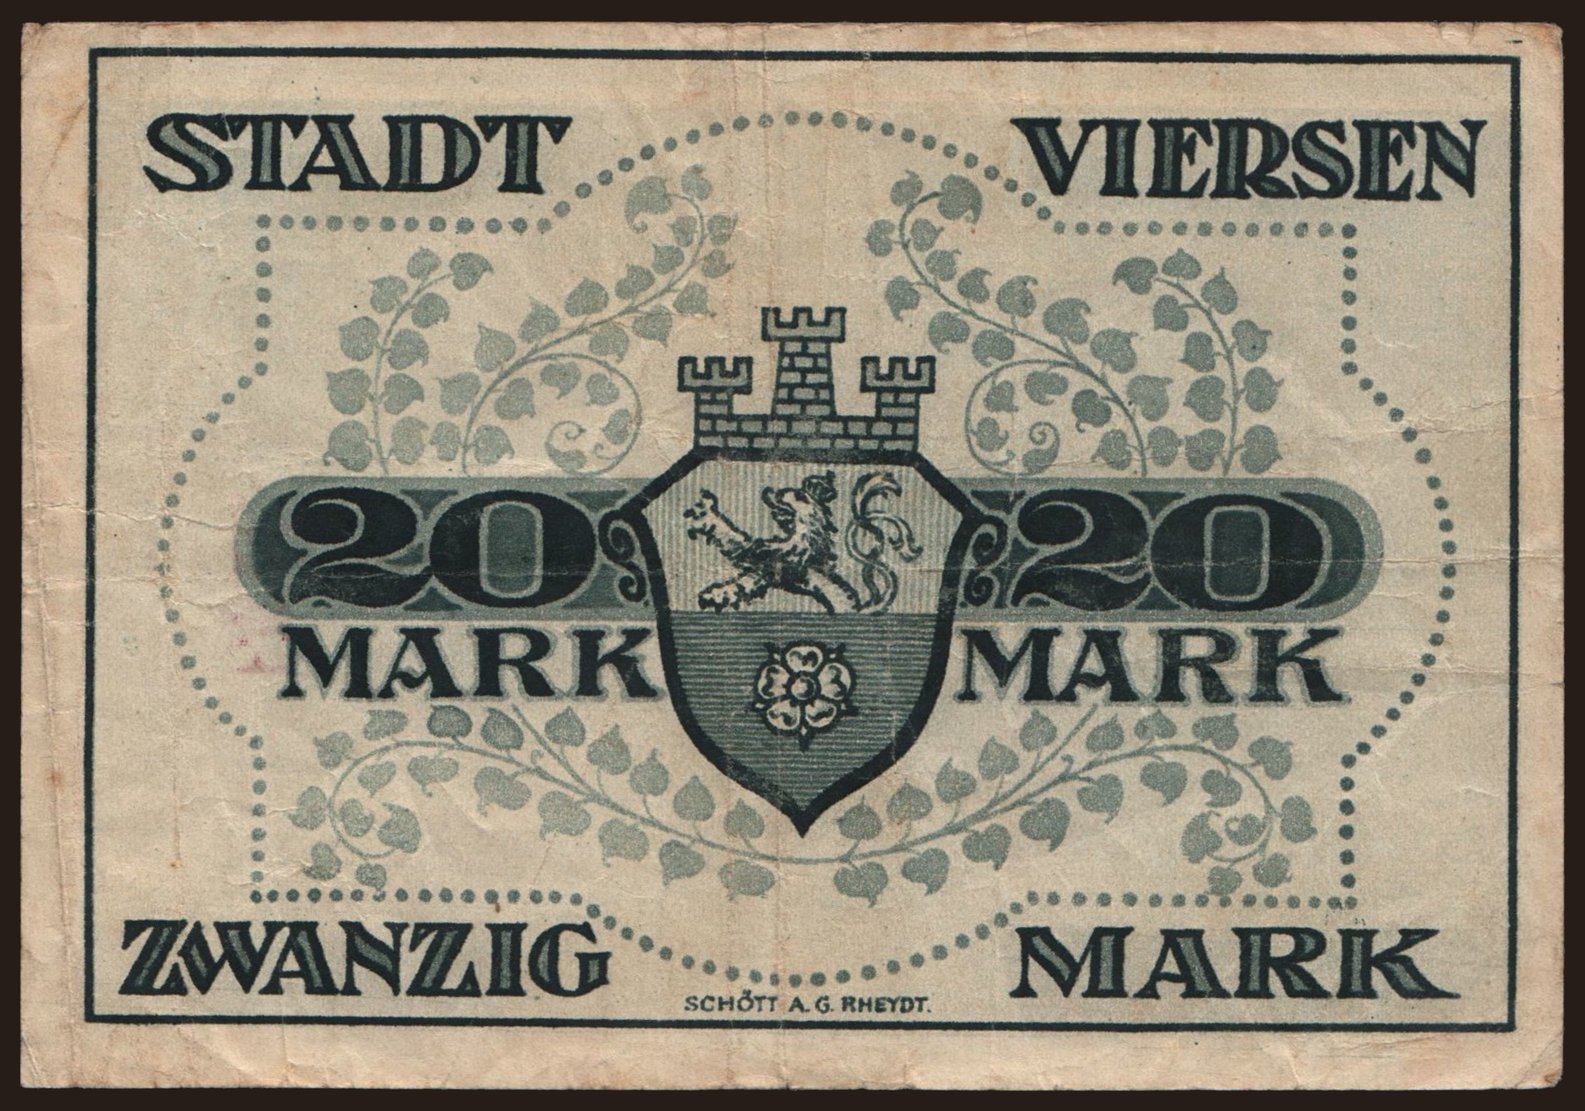 STADT VIERSEN
20 20
MARK MARK
ZWANZIG MARK
SCHÖTT A. G. RHEYDT.